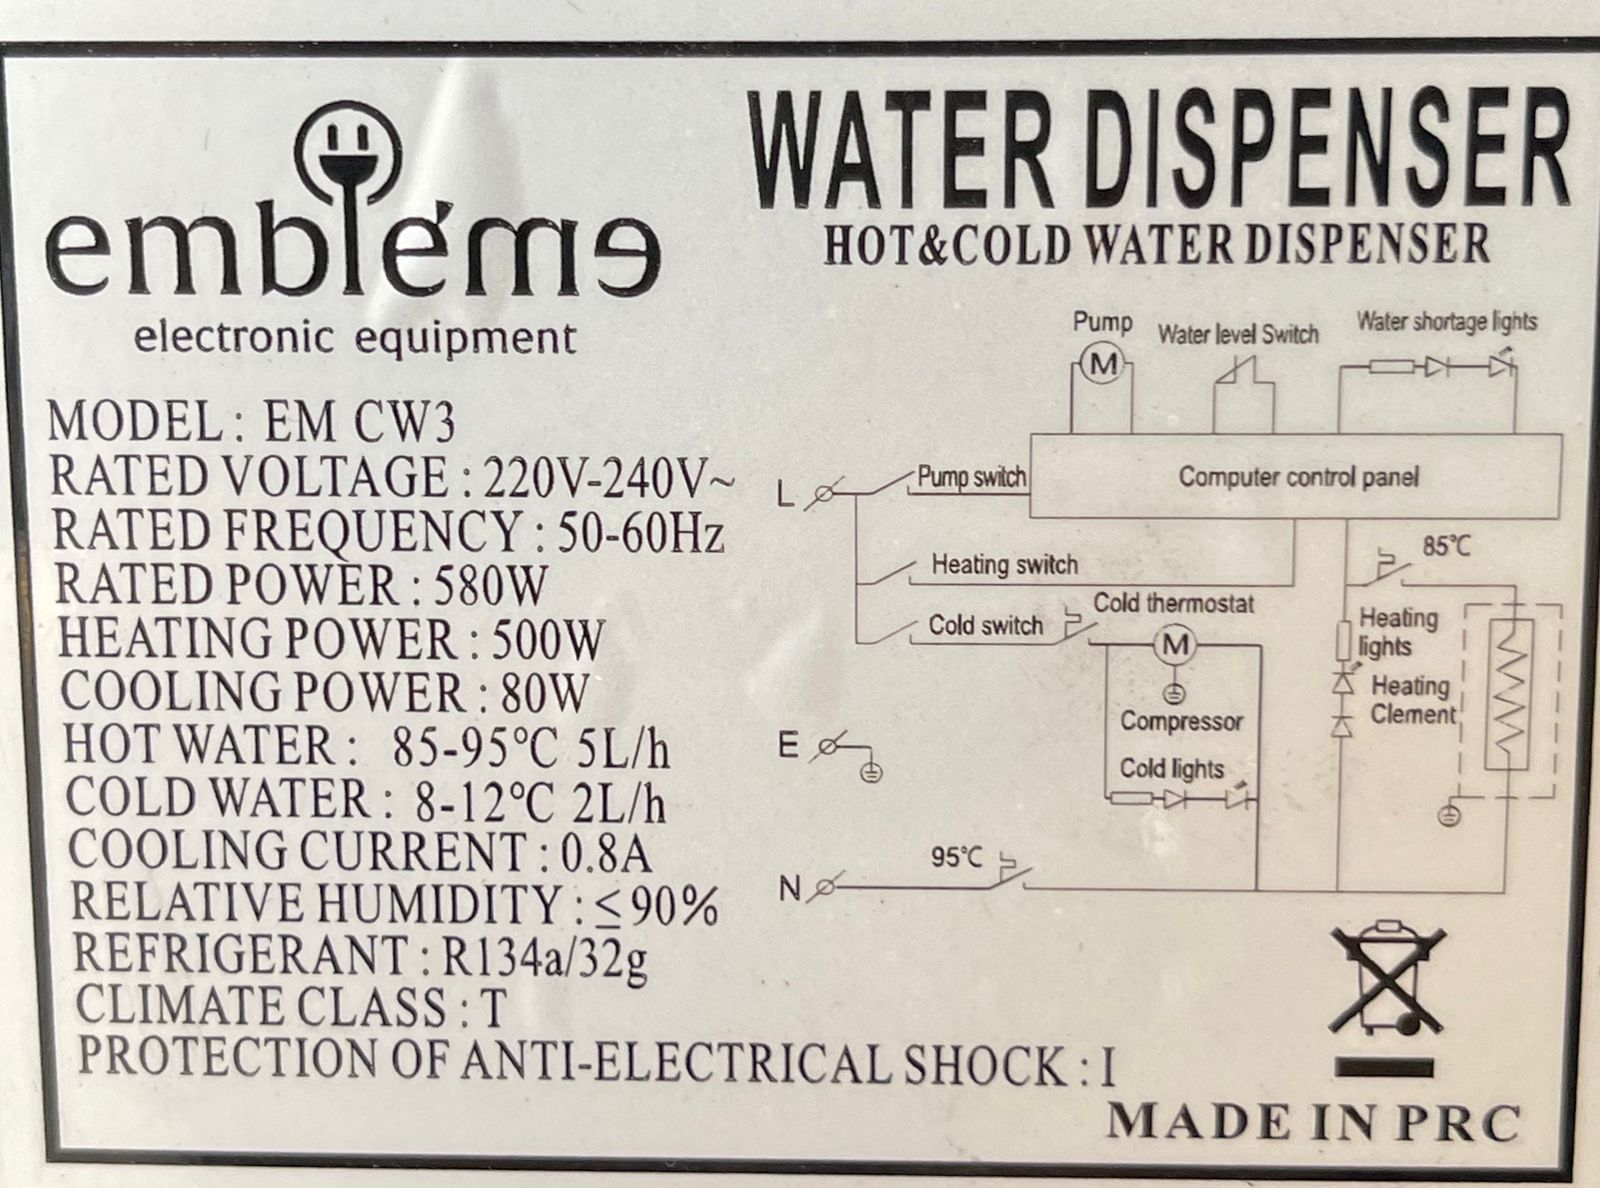 emblème
electronic equipment
WATER DISPENSER
HOT&COLD WATER DISPENSER
MODEL : EM CW3
RATED VOLTAGE : 220V-240V~
RATED FREQUENCY : 50-60Hz
RATED POWER : 580W
HEATING POWER : 500W
COOLING POWER : 80W
HOT WATER : 85-95℃ 5L/h
COLD WATER : 8-12℃ 2L/h
COOLING CURRENT : 0.8A
RELATIVE HUMIDITY : ≤90%
REFRIGERANT : R134a/32g
CLIMATE CLASS : T
PROTECTION OF ANTI-ELECTRICAL SHOCK : I
Pump
M
Water level Switch
Water shortage lights
L
Pump switch
Computer control panel
Heating switch
85℃
Cold switch
Cold thermostat
M
Heating
lights
Heating
Clement
Compressor
E
Cold lights
95℃
N
MADE IN PRC